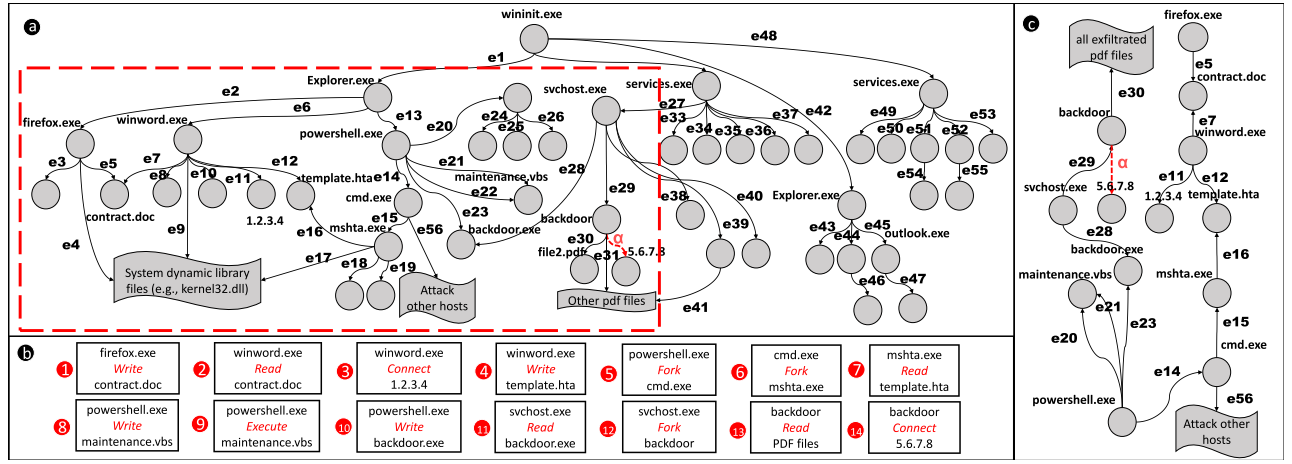 a
wininit.exe
e1
e48
Explorer.exe
e2
e6
e13
firefox.exe
winword.exe
powershell.exe
e20
e24
e25
e26
svchost.exe
services.exe
e27
e33
e34
e35
e36
e37
e42
services.exe
e49
e50
e51
e52
e53
e54
e55
e3
e5
e7
e8
e10
e11
e12
contract.doc
1.2.3.4
template.hta
e14
e21
e22
maintenance.vbs
e28
cmd.exe
e15
e56
e23
backdoor.exe
mshta.exe
e16
e17
e18
e19
e4
e9
System dynamic library
files (e.g., kernel32.dll)
Attack
other hosts
e29
backdoor
e30
α
file2.pdf
e31
5.6.7.8
Other pdf files
e38
e39
e40
e41
Explorer.exe
e43
e44
e45
outlook.exe
e46
e47
b
1
firefox.exe
Write
contract.doc
2
winword.exe
Read
contract.doc
3
winword.exe
Connect
1.2.3.4
4
winword.exe
Write
template.hta
5
powershell.exe
Fork
cmd.exe
6
cmd.exe
Fork
mshta.exe
7
mshta.exe
Read
template.hta
8
powershell.exe
Write
maintenance.vbs
9
powershell.exe
Execute
maintenance.vbs
10
powershell.exe
Write
backdoor.exe
11
svchost.exe
Read
backdoor.exe
12
svchost.exe
Fork
backdoor
13
backdoor
Read
PDF files
14
backdoor
Connect
5.6.7.8
c
all exfiltrated
pdf files
firefox.exe
e5
contract.doc
e30
backdoor
e7
winword.exe
e29
α
e11
e12
svchost.exe
5.6.7.8
1.2.3.4
template.hta
e28
backdoor.exe
e16
maintenance.vbs
mshta.exe
e21
e20
e23
e15
cmd.exe
e14
powershell.exe
e56
Attack other
hosts